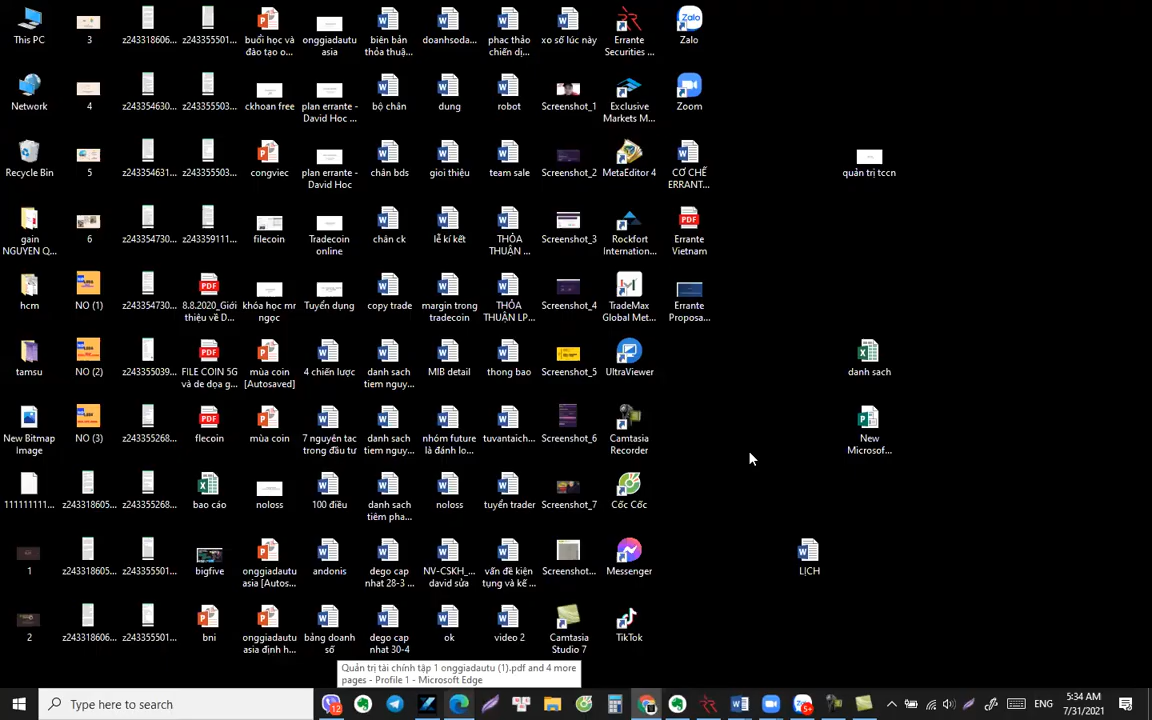 This PC
3
z243318606...
z243355501...
buổi học và
đào tạo o...
onggiadautu
asia
biên bản
thỏa thuậ...
doanhsoda...
phac thảo
chiến dị...
xo số lúc này
Errante
Securities ...
Zalo
Network
4
z243354630...
z243355503...
ckhoan free
plan errante -
David Hoc ...
bộ chân
dung
robot
Screenshot_1
Exclusive
Markets M...
Zoom
Recycle Bin
5
z243354631...
z243355503...
congviec
plan errante -
David Hoc
chân bds
gioi thiệu
team sale
Screenshot_2
MetaEditor 4
CƠ CHẾ
ERRANT...
quản trị tccn
gain
NGUYEN Q...
6
z243354730...
z243359111...
filecoin
Tradecoin
online
chân ck
lễ kí kết
THỎA
THUẬN ...
Screenshot_3
Rockfort
Internation...
Errante
Vietnam
hcm
NO (1)
z243354730...
8.8.2020_Giới
thiệu về D...
khóa học mr
ngọc
Tuyển dụng
copy trade
margin trong
tradecoin
THỎA
THUẬN LP...
Screenshot_4
TradeMax
Global Met...
Errante
Proposa...
tamsu
NO (2)
z243355039...
FILE COIN 5G
và de dọa g...
mùa coin
[Autosaved]
4 chiến lược
danh sach
tiem nguy...
MIB detail
thong bao
Screenshot_5
UltraViewer
danh sach
New Bitmap
Image
NO (3)
z243355268...
flecoin
mùa coin
7 nguyên tac
trong đầu tư
danh sach
tiem nguy...
nhóm future
là đánh lo...
tuvantaich...
Screenshot_6
Camtasia
Recorder
New
Microsof...
111111111...
z243318605...
z243355268...
bao cáo
noloss
100 điều
danh sach
tiêm pha...
noloss
tuyển trader
Screenshot_7
Cốc Cốc
1
z243318605...
z243355501...
bigfive
onggiadautu
asia [Autos...
andonis
dego cap
nhat 28-3 ...
NV-CSKH_...
david sửa
vấn đề kiện
tụng và kế ...
Screenshot...
Messenger
LỊCH
2
z243318606...
z243355501...
bni
onggiadautu
asia định h...
bảng doanh
số
dego cap
nhat 30-4
ok
video 2
Camtasia
Studio 7
TikTok
Quản trị tài chính tập 1 onggiadautu (1).pdf and 4 more
pages - Profile 1 - Microsoft Edge
Type here to search
12
5+
ENG
5:34 AM
7/31/2021